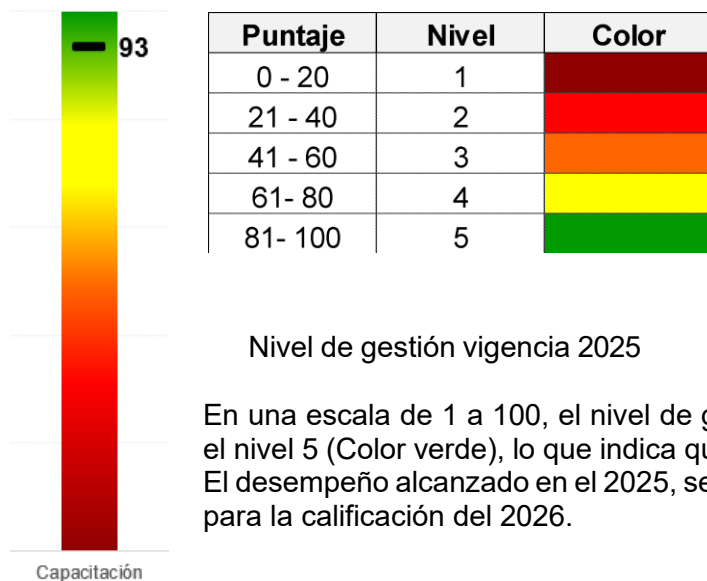 93
Puntaje Nivel Color
0 - 20 1
21 - 40 2
41 - 60 3
61- 80 4
81- 100 5
Nivel de gestión vigencia 2025
En una escala de 1 a 100, el nivel de
el nivel 5 (Color verde), lo que indica
El desempeño alcanzado en el 2025,
para la calificación del 2026.
Capacitación